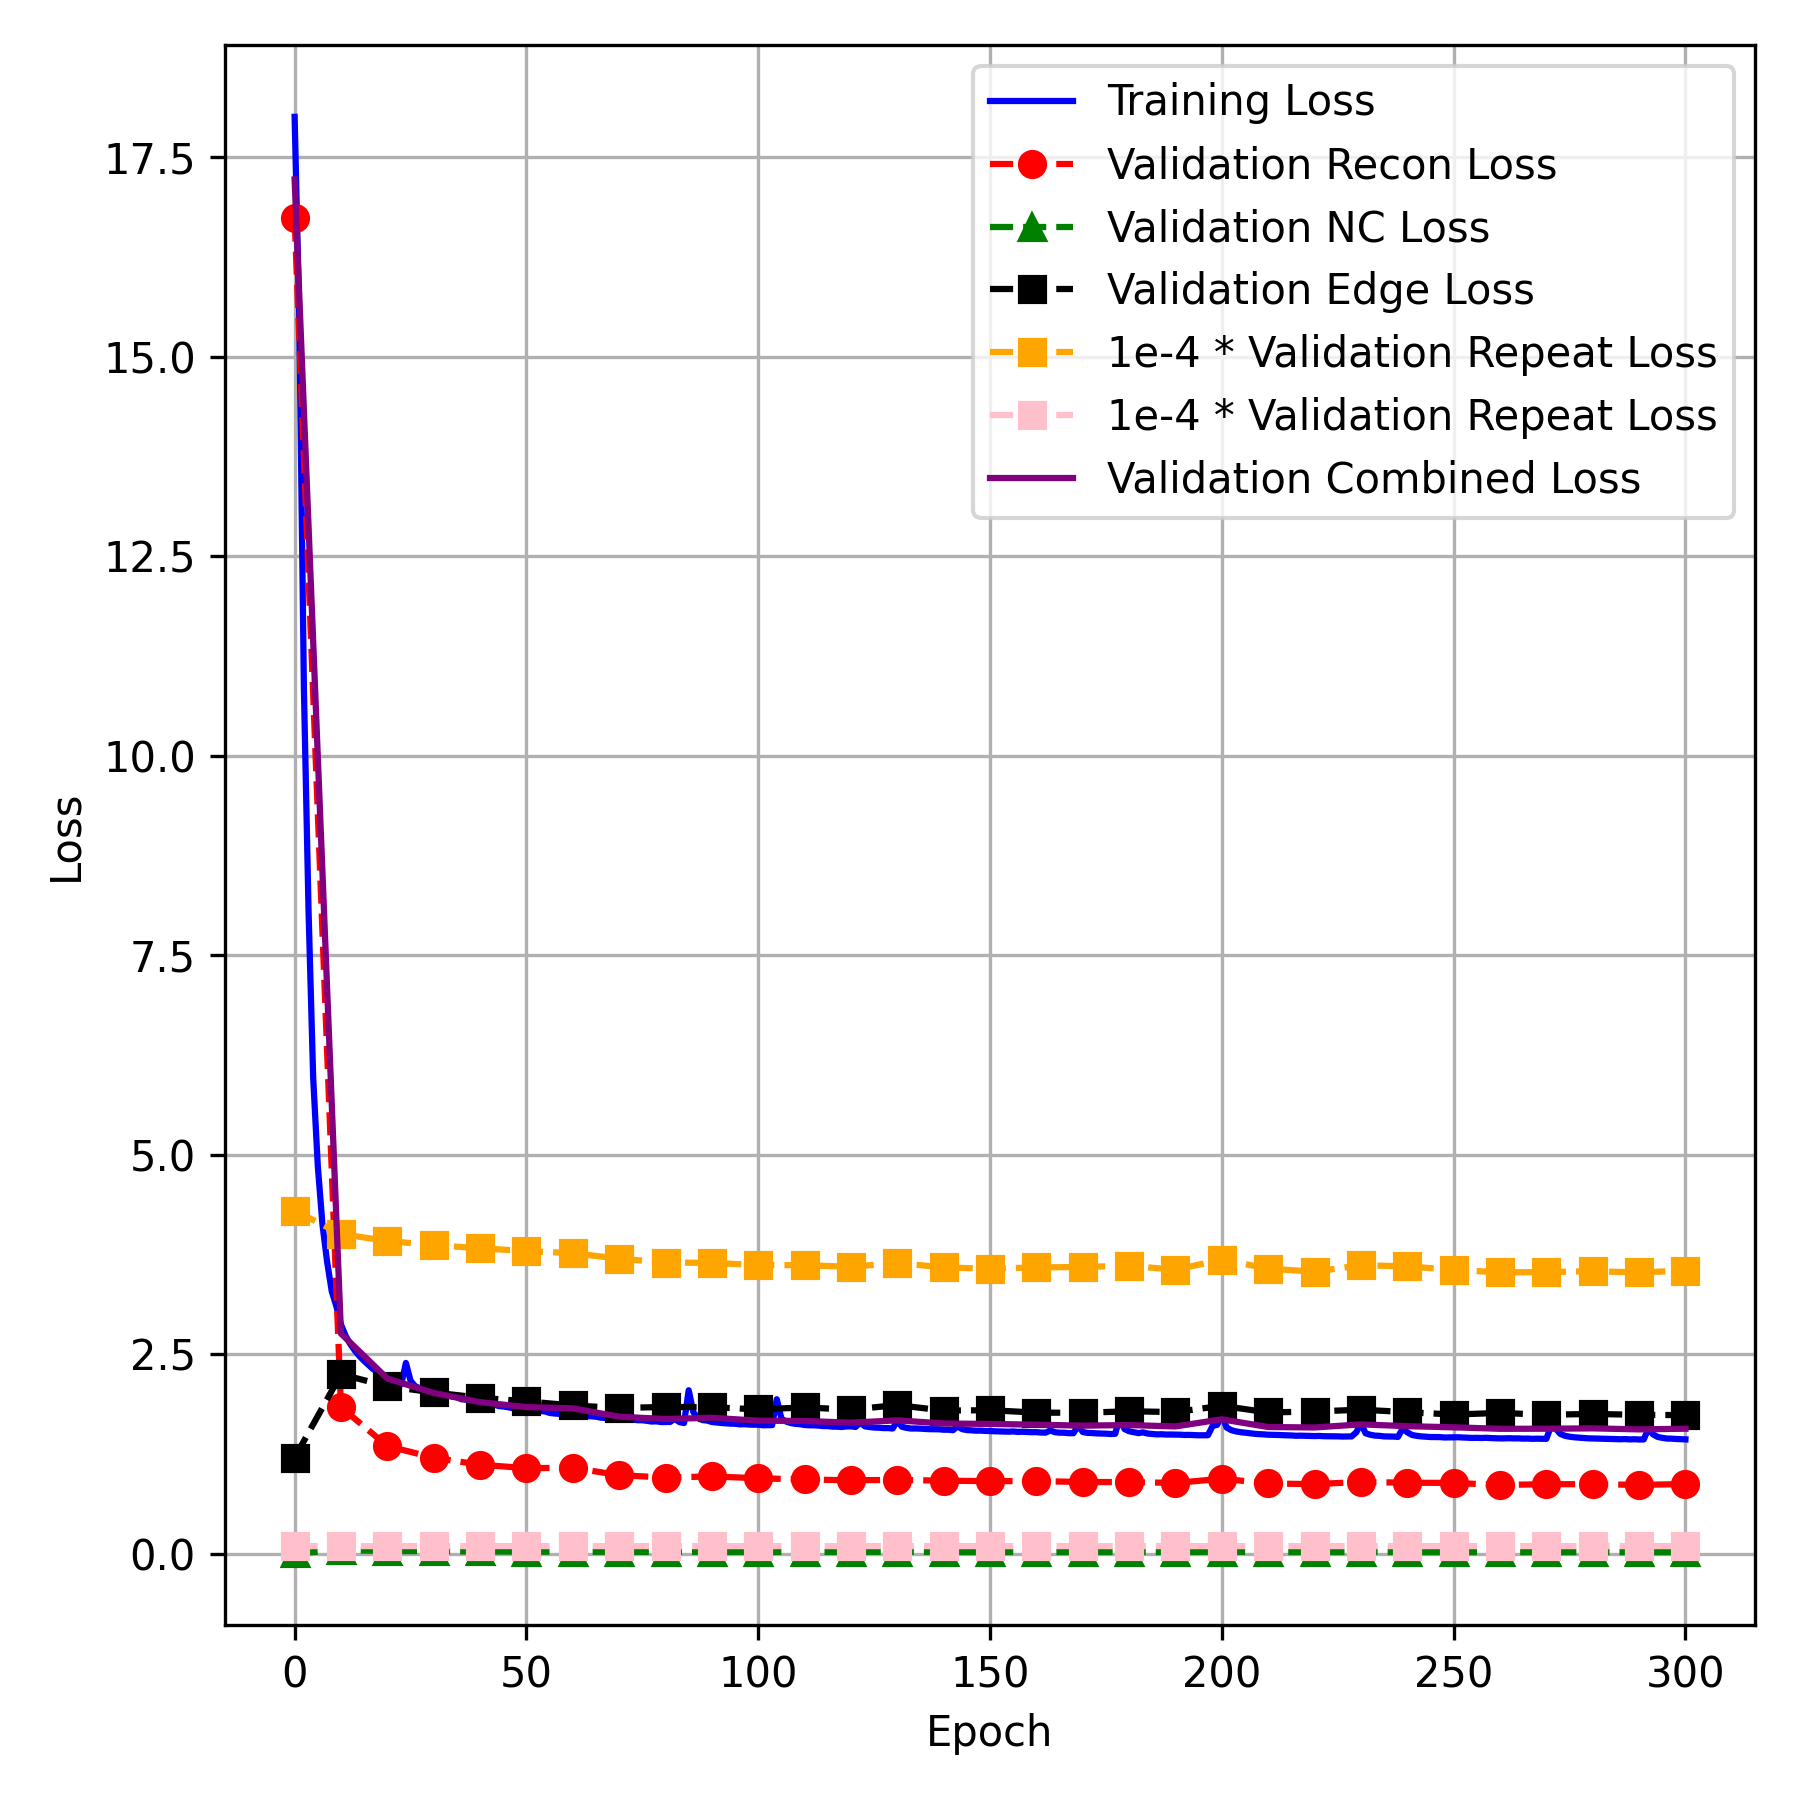 Training Loss
Validation Recon Loss
Validation NC Loss
Validation Edge Loss
1e-4 * Validation Repeat Loss
1e-4 * Validation Repeat Loss
Validation Combined Loss
17.5
15.0
12.5
10.0
7.5
5.0
2.5
0.0
Loss
0 50 100 150 200 250 300
Epoch